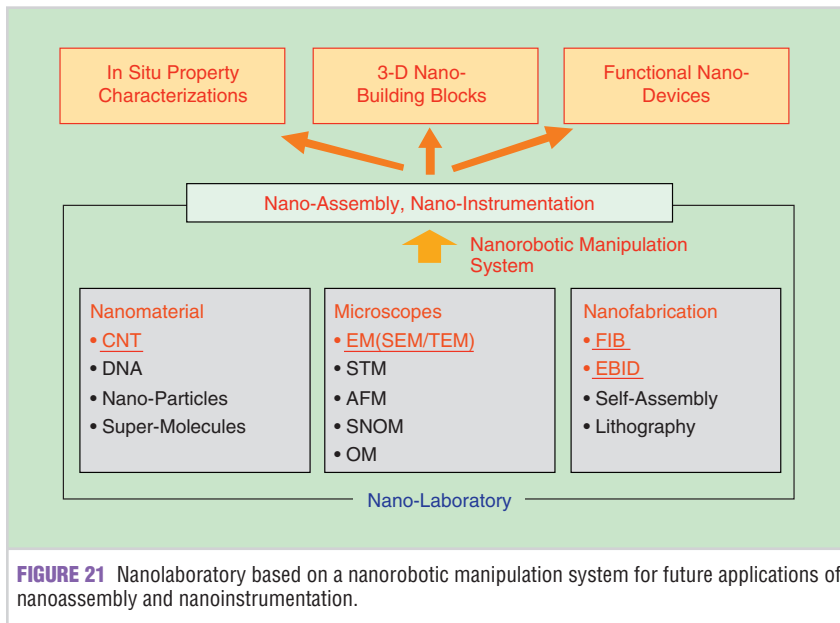 In Situ Property
Characterizations
3-D Nano-
Building Blocks
Functional Nano-
Devices
Nano-Assembly, Nano-Instrumentation
Nanorobotic Manipulation
System
Nanomaterial
• CNT
• DNA
• Nano-Particles
• Super-Molecules
Microscopes
• EM(SEM/TEM)
• STM
• AFM
• SNOM
• OM
Nanofabrication
• FIB
• EBID
• Self-Assembly
• Lithography
Nano-Laboratory
FIGURE 21 Nanolaboratory based on a nanorobotic manipulation system for future applications of
nanoassembly and nanoinstrumentation.